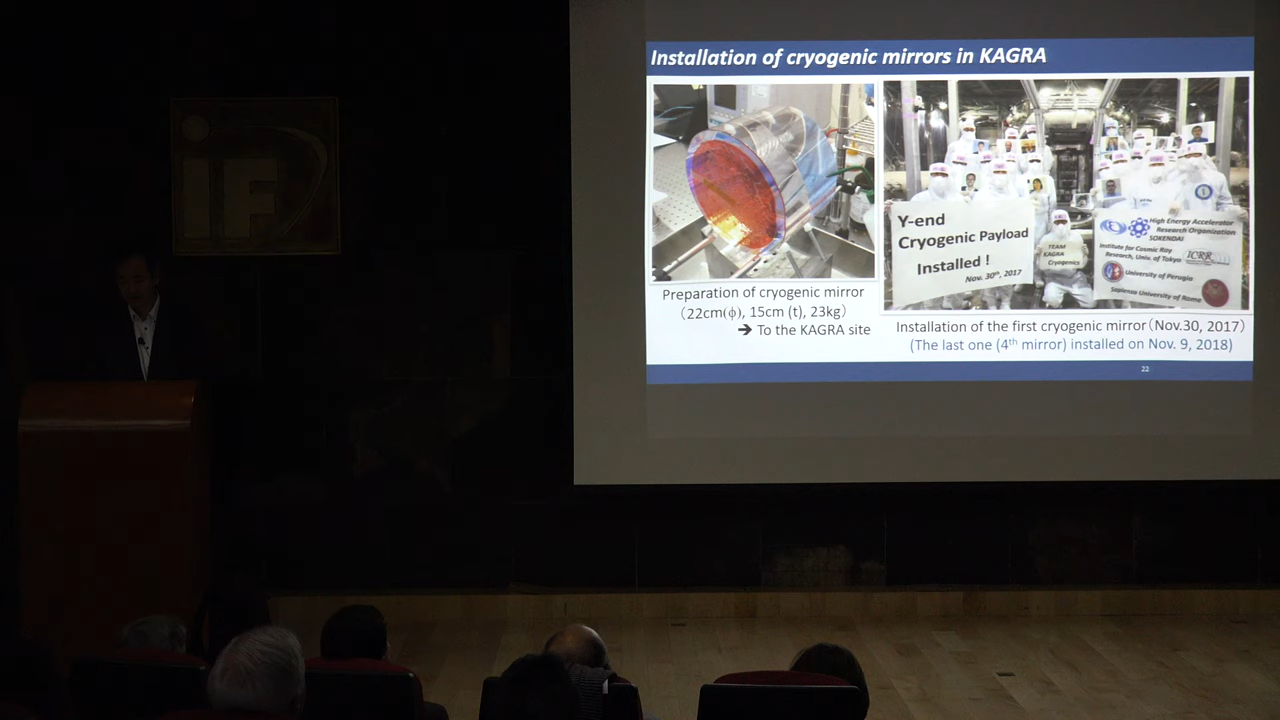 iF
Installation of cryogenic mirrors in KAGRA
Preparation of cryogenic mirror
(22cm(ϕ), 15cm (t), 23kg)
➔ To the KAGRA site
Y-end
Cryogenic Payload
Installed !
Nov. 30th, 2017
TEAM
KAGRA
Cryogenics
High Energy Accelerator
Research Organization
SOKENDAI
Institute for Cosmic Ray
Research, Univ. of Tokyo
ICRR
University of Perugia
Sapienza University of Rome
Installation of the first cryogenic mirror(Nov.30, 2017)
(The last one (4th mirror) installed on Nov. 9, 2018)
22